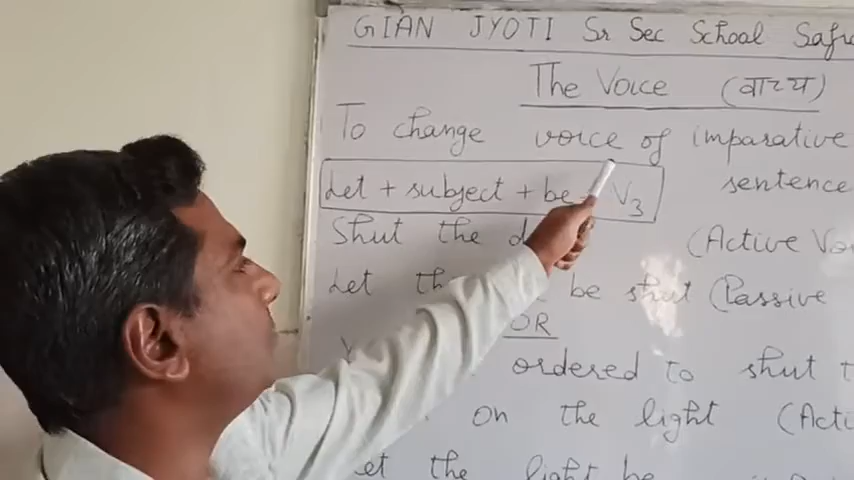 GIAN JYOTI Sr Sec School
The Voice (वाच्य)
To change voice of imparative
Let + subject + be V3 sentence
Shut the (Active
Let be shut (Passive
OR
ordered to shut
on the light
the light be